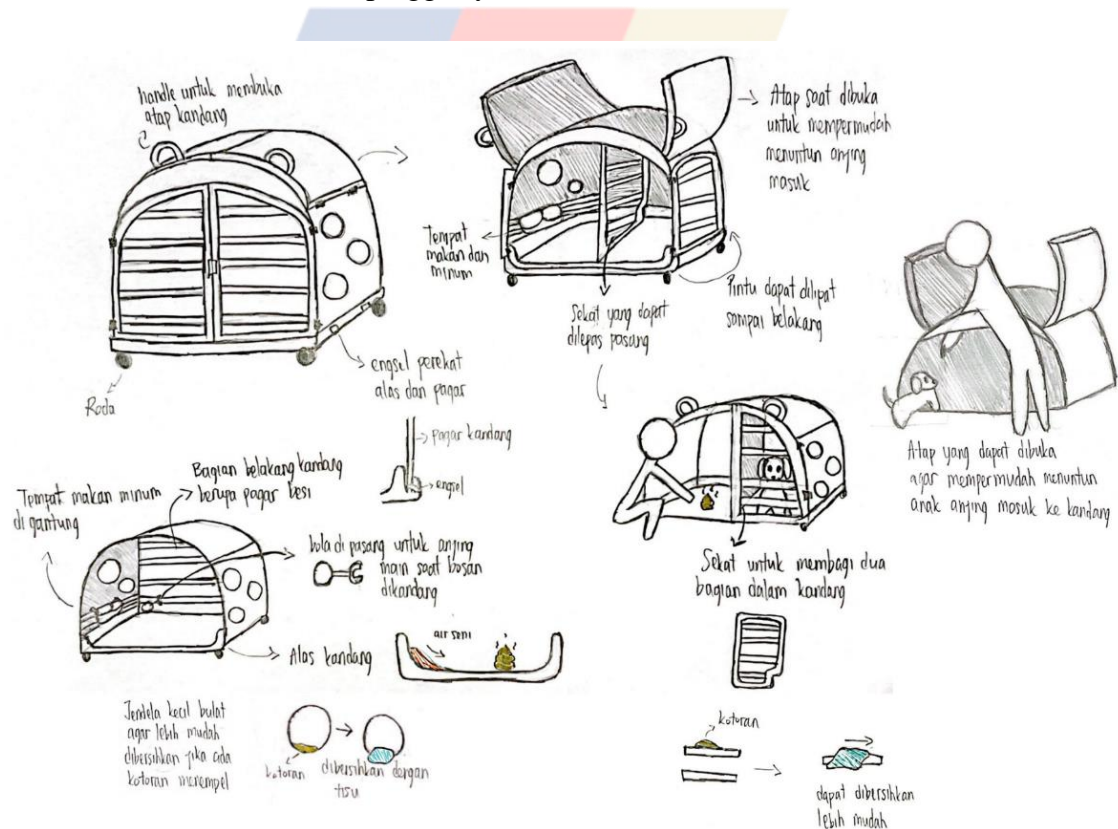 handle untuk membuka
atap kandang
Atap saat dibuka
untuk mempermudah
menuntun anjing
masuk
Tempat
makan dan
minum
Sekat yang dapat
dilepas pasang
Pintu dapat dilipat
sampai belakang
engsel perekat
alas dan pagar
Roda
pagar kandang
engsel
Atap yang dapat dibuka
agar mempermudah menuntun
anak anjing masuk ke kandang
Bagian belakang kandang
berupa pagar besi
Tempat makan minum
di gantung
bola di pasang untuk anjing
main saat bosan
dikandang
Sekat untuk membagi dua
bagian dalam kandang
air seni
Alas kandang
Jendela kecil bulat
agar lebih mudah
dibersihkan jika ada
kotoran menempel
kotoran
dibersihkan dengan
tisu
kotoran
dapat dibersihkan
lebih mudah